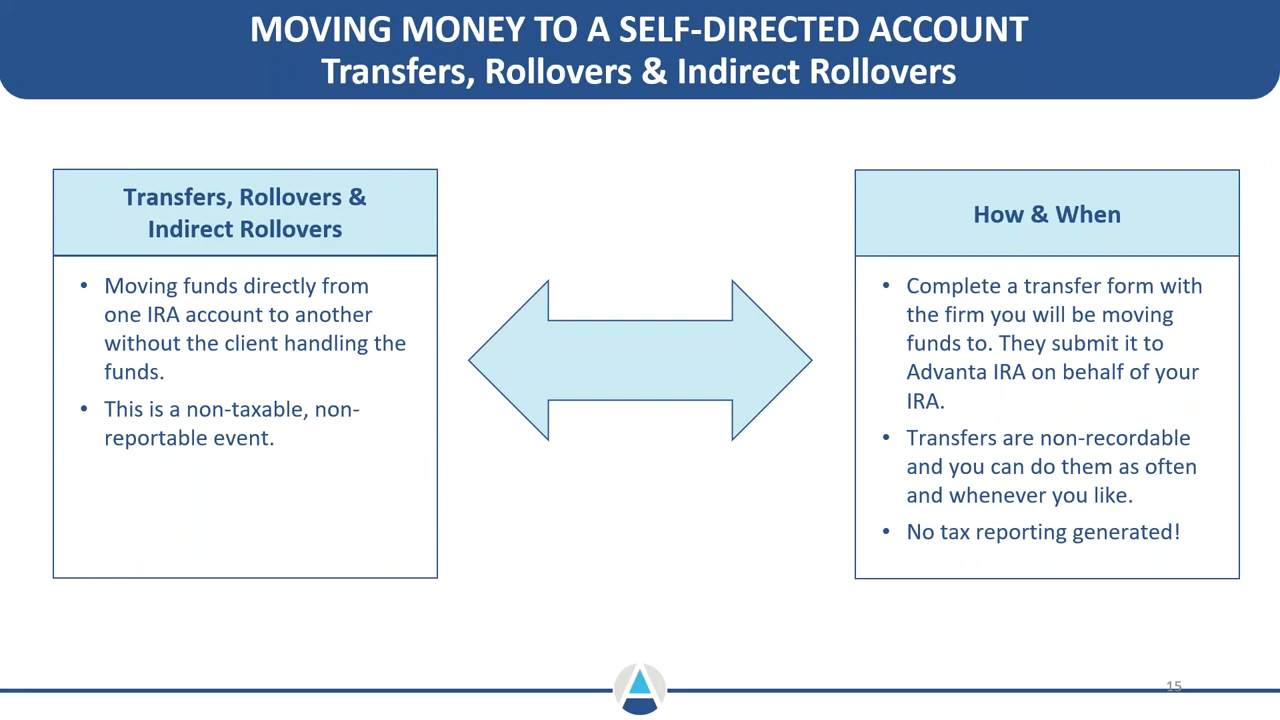 MOVING MONEY TO A SELF-DIRECTED ACCOUNT
Transfers, Rollovers & Indirect Rollovers
Transfers, Rollovers &
Indirect Rollovers
• Moving funds directly from
one IRA account to another
without the client handling the
funds.
• This is a non-taxable, non-
reportable event.
How & When
• Complete a transfer form with
the firm you will be moving
funds to. They submit it to
Advanta IRA on behalf of your
IRA.
• Transfers are non-recordable
and you can do them as often
and whenever you like.
• No tax reporting generated!
15